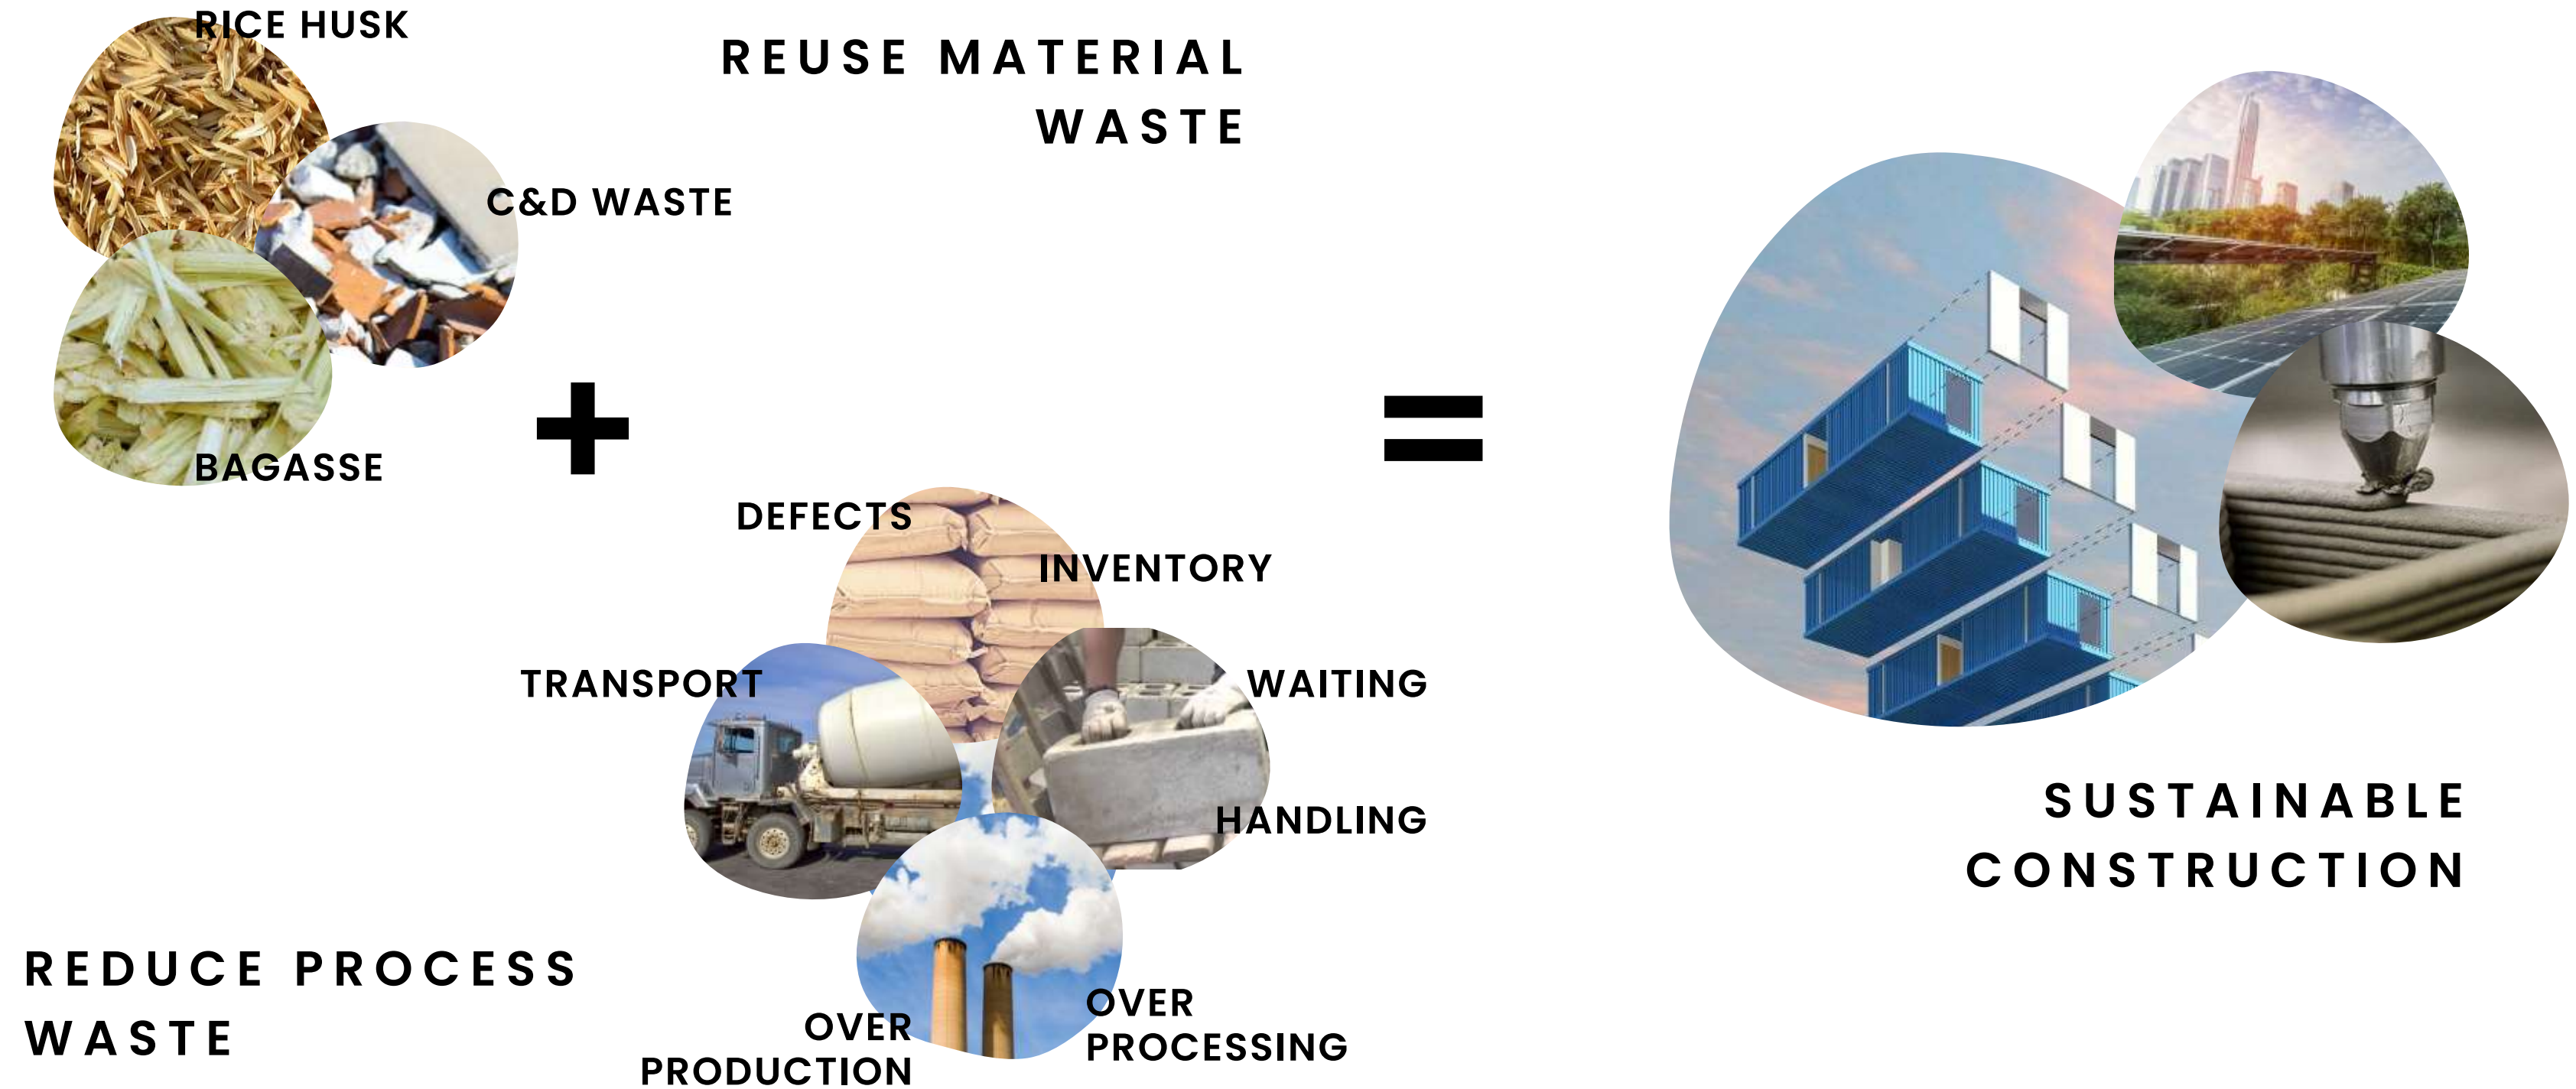 RICE HUSK
REUSE MATERIAL
WASTE
C&D WASTE
BAGASSE
+
=
DEFECTS
INVENTORY
TRANSPORT
WAITING
HANDLING
SUSTAINABLE
CONSTRUCTION
REDUCE PROCESS
WASTE
OVER
PRODUCTION
OVER
PROCESSING